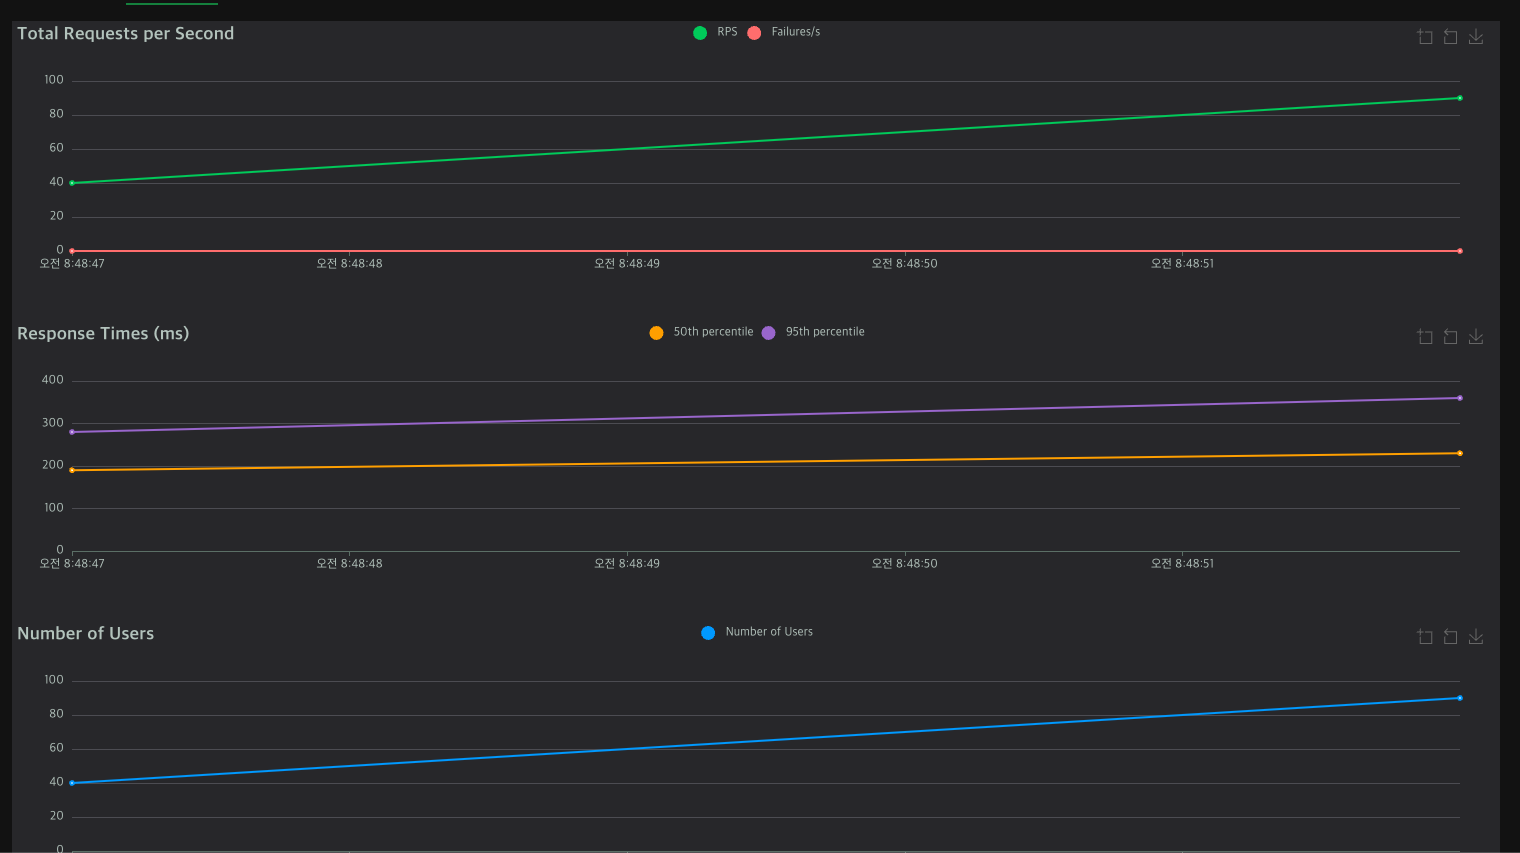 Total Requests per Second
RPS Failures/s
100
80
60
40
20
0
오전 8:48:47 오전 8:48:48 오전 8:48:49 오전 8:48:50 오전 8:48:51
Response Times (ms)
50th percentile 95th percentile
400
300
200
100
0
오전 8:48:47 오전 8:48:48 오전 8:48:49 오전 8:48:50 오전 8:48:51
Number of Users
Number of Users
100
80
60
40
20
0